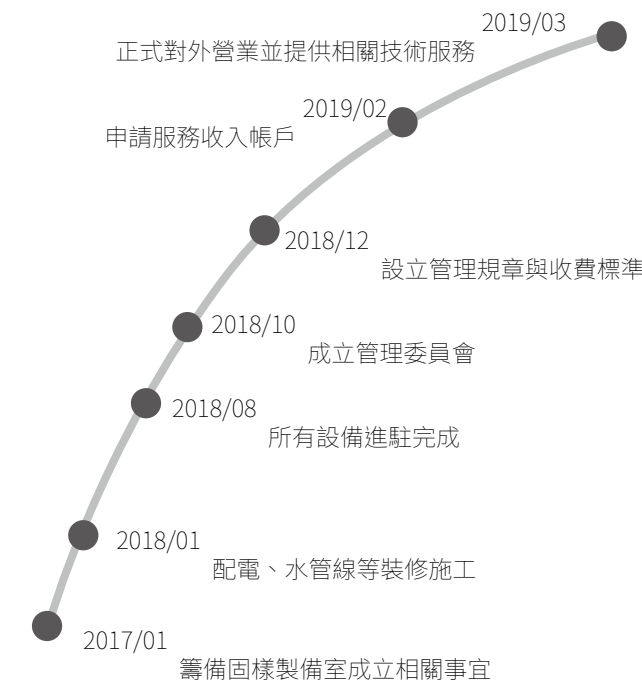 2019/03
正式對外營業並提供相關技術服務
2019/02
申請服務收入帳戶
2018/12
設立管理規章與收費標準
2018/10
成立管理委員會
2018/08
所有設備進駐完成
2018/01
配電、水管線等裝修施工
2017/01
籌備固樣製備室成立相關事宜